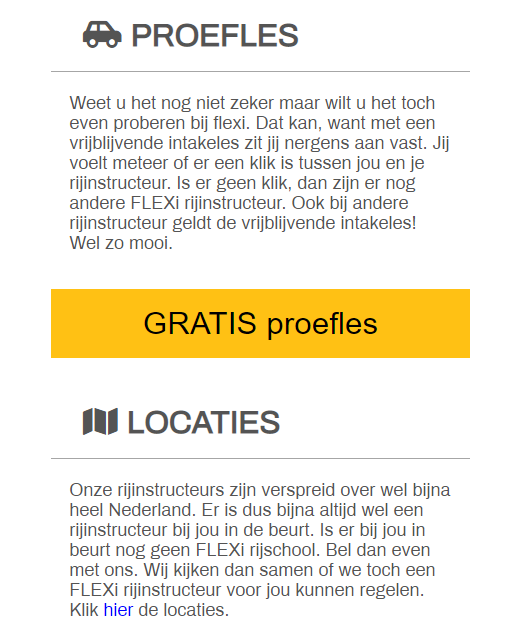 PROEFLES
Weet u het nog niet zeker maar wilt u het toch
even proberen bij flexi. Dat kan, want met een
vrijblijvende intakeles zit jij nergens aan vast. Jij
voelt meteer of er een klik is tussen jou en je
rijinstructeur. Is er geen klik, dan zijn er nog
andere FLEXi rijinstructeur. Ook bij andere
rijinstructeur geldt de vrijblijvende intakeles!
Wel zo mooi.
GRATIS proefles
LOCATIES
Onze rijinstructeurs zijn verspreid over wel bijna
heel Nederland. Er is dus bijna altijd wel een
rijinstructeur bij jou in de beurt. Is er bij jou in
beurt nog geen FLEXi rijschool. Bel dan even
met ons. Wij kijken dan samen of we toch een
FLEXi rijinstructeur voor jou kunnen regelen.
Klik hier de locaties.